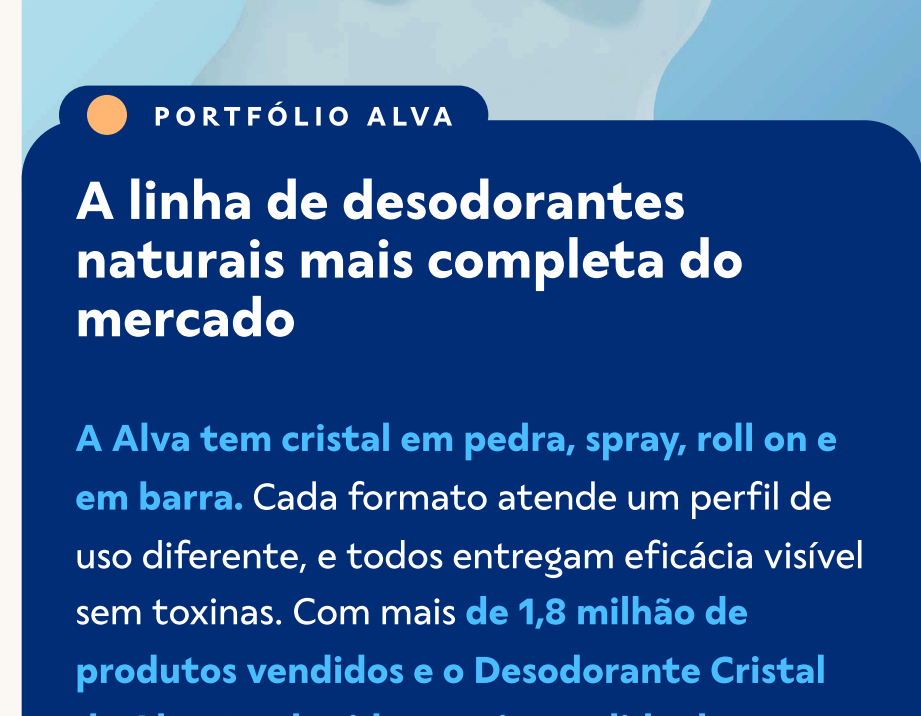 PORTFÓLIO ALVA
A linha de desodorantes
naturais mais completa do
mercado
A Alva tem cristal em pedra, spray, roll on e
em barra. Cada formato atende um perfil de
uso diferente, e todos entregam eficácia visível
sem toxinas. Com mais de 1,8 milhão de
produtos vendidos e o Desodorante Cristal